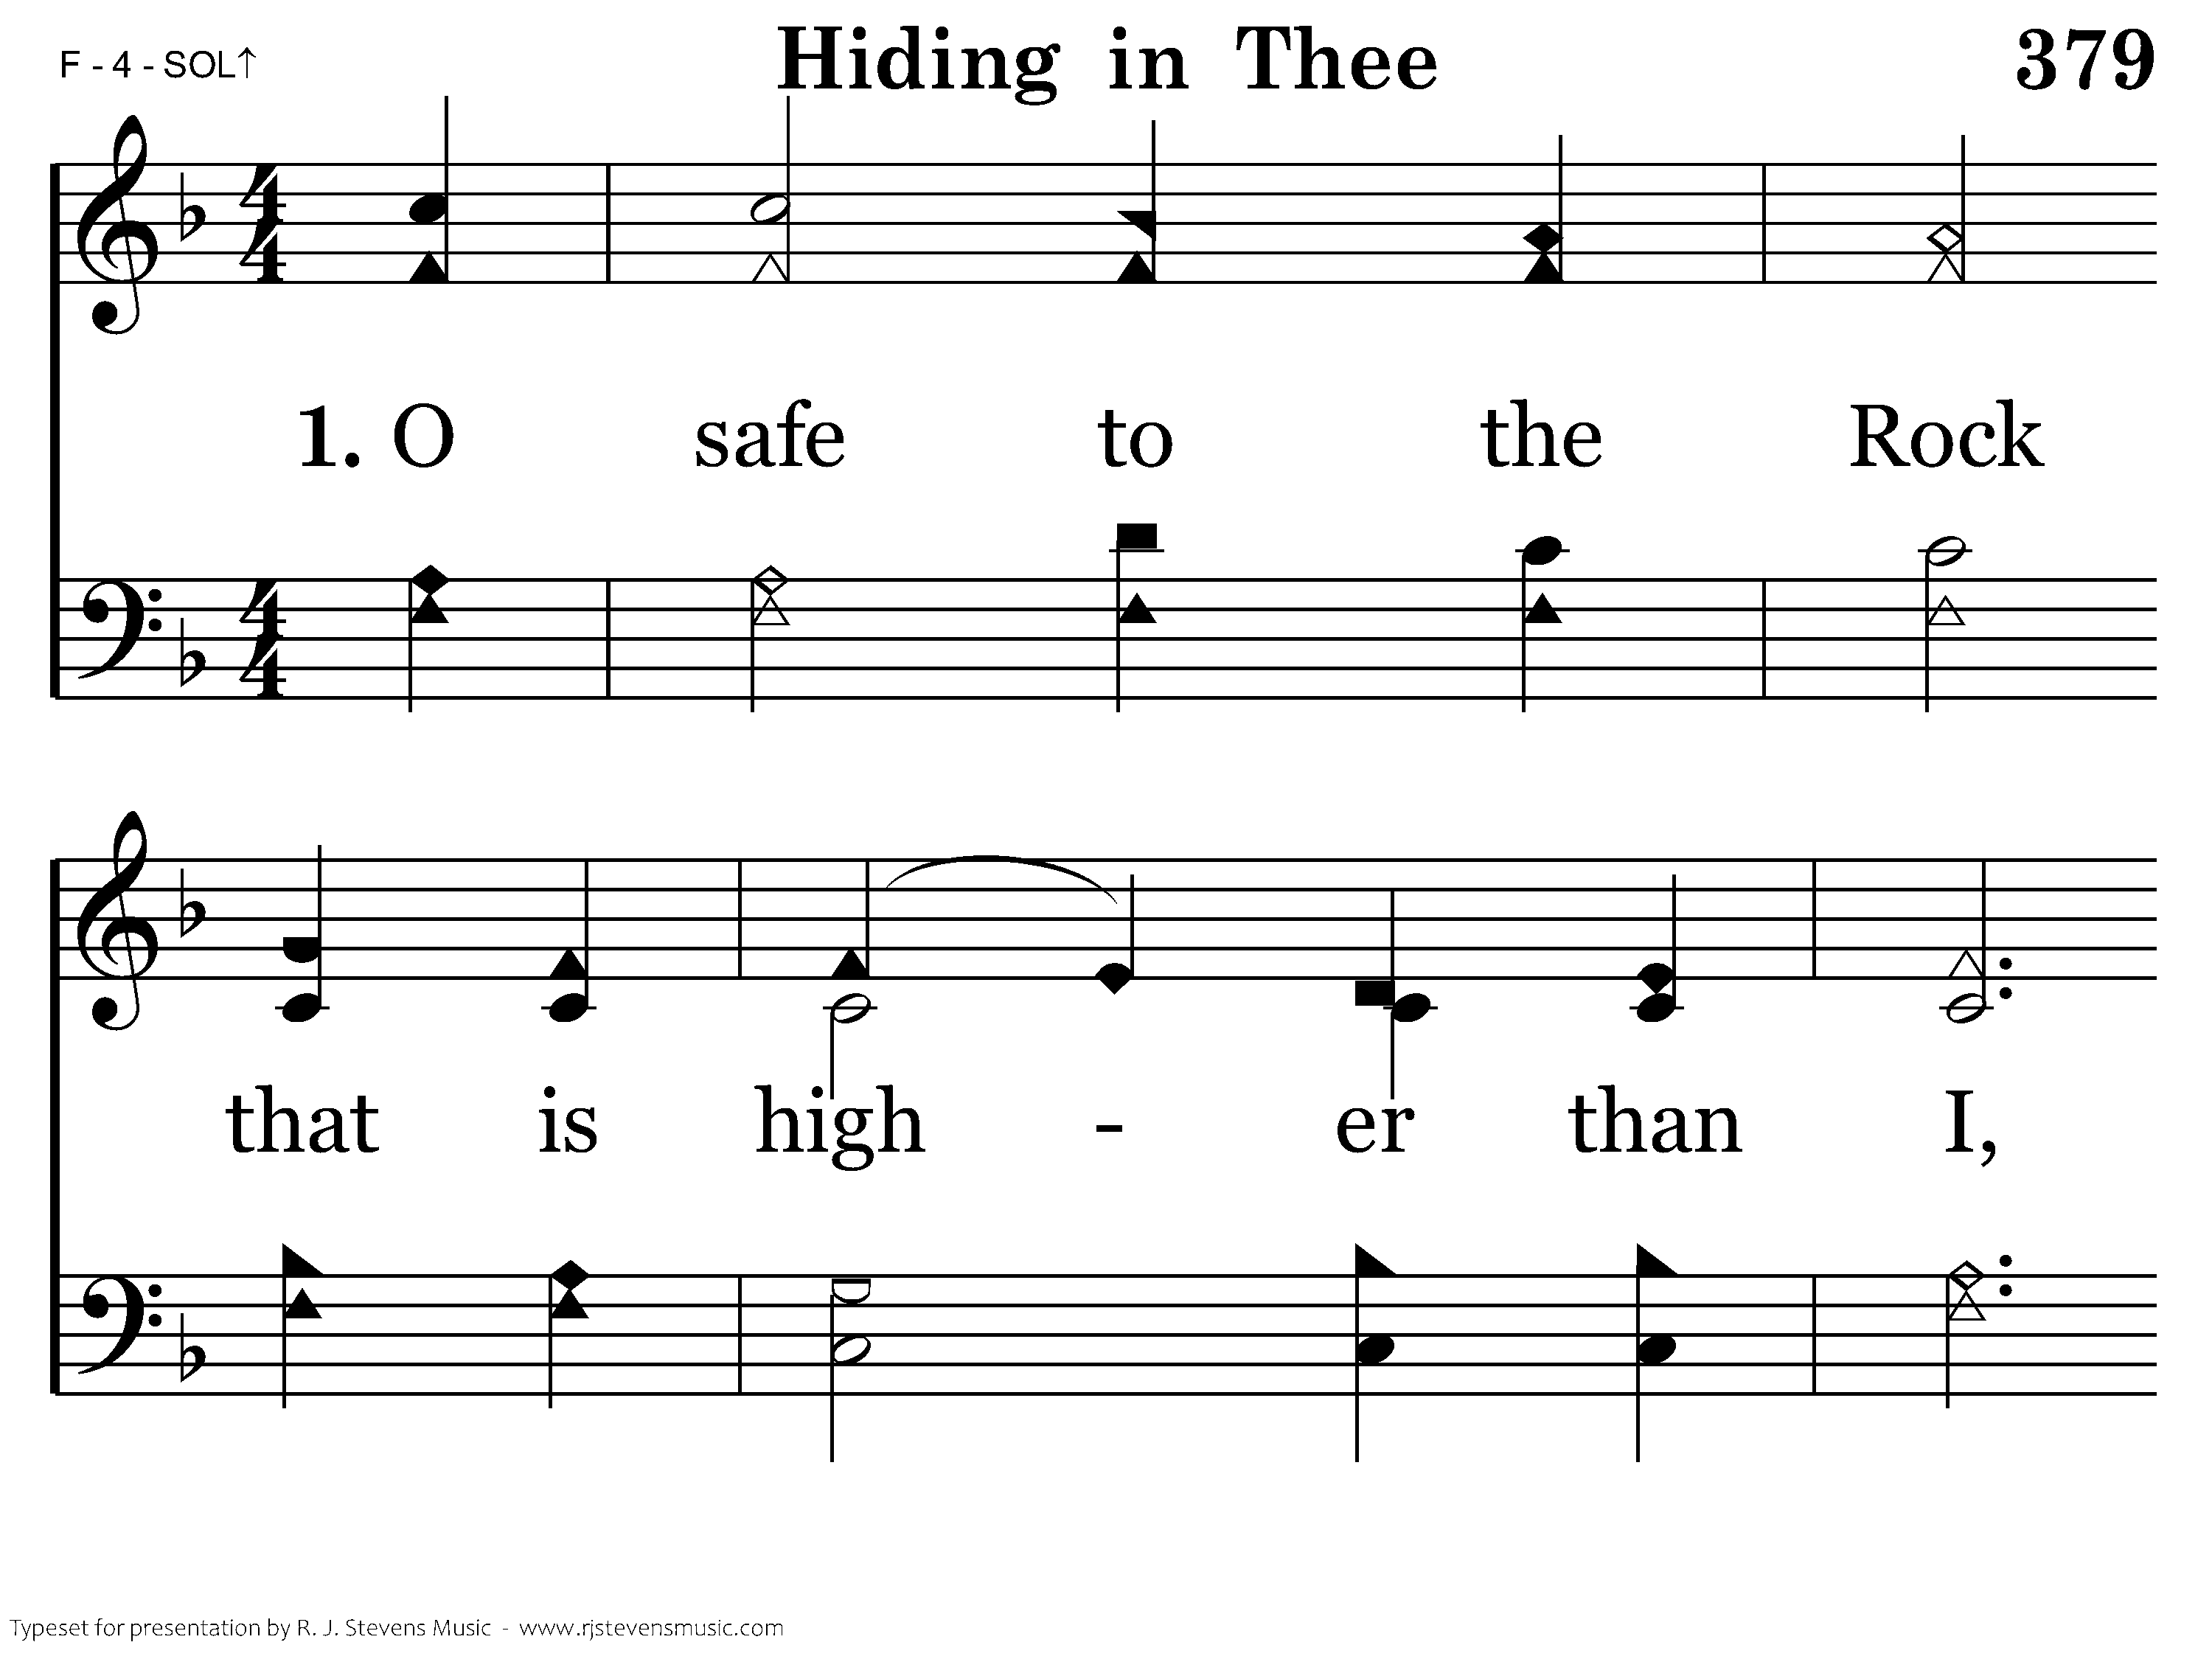 F - 4 - SOL↑
Hiding in Thee
379
1. O safe to the Rock
that is high - er than I,
Typeset for presentation by R. J. Stevens Music - www.rjstevensmusic.com